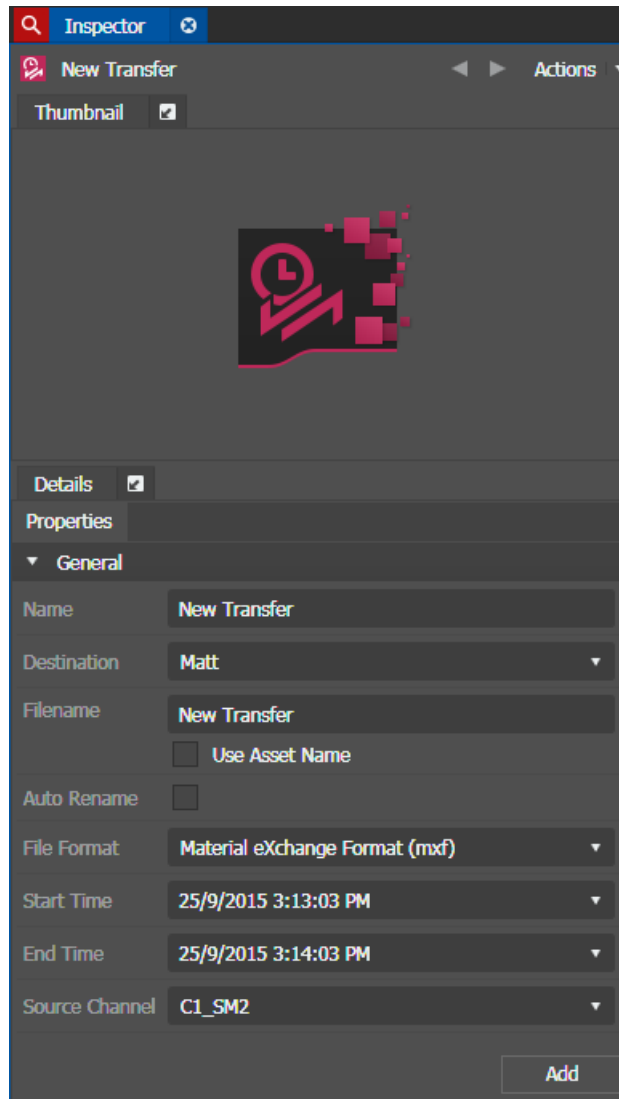 Inspector
New Transfer
Actions
Thumbnail
Details
Properties
General
Name New Transfer
Destination Matt
Filename New Transfer
Use Asset Name
Auto Rename
File Format Material eXchange Format (mxf)
Start Time 25/9/2015 3:13:03 PM
End Time 25/9/2015 3:14:03 PM
Source Channel C1_SM2
Add